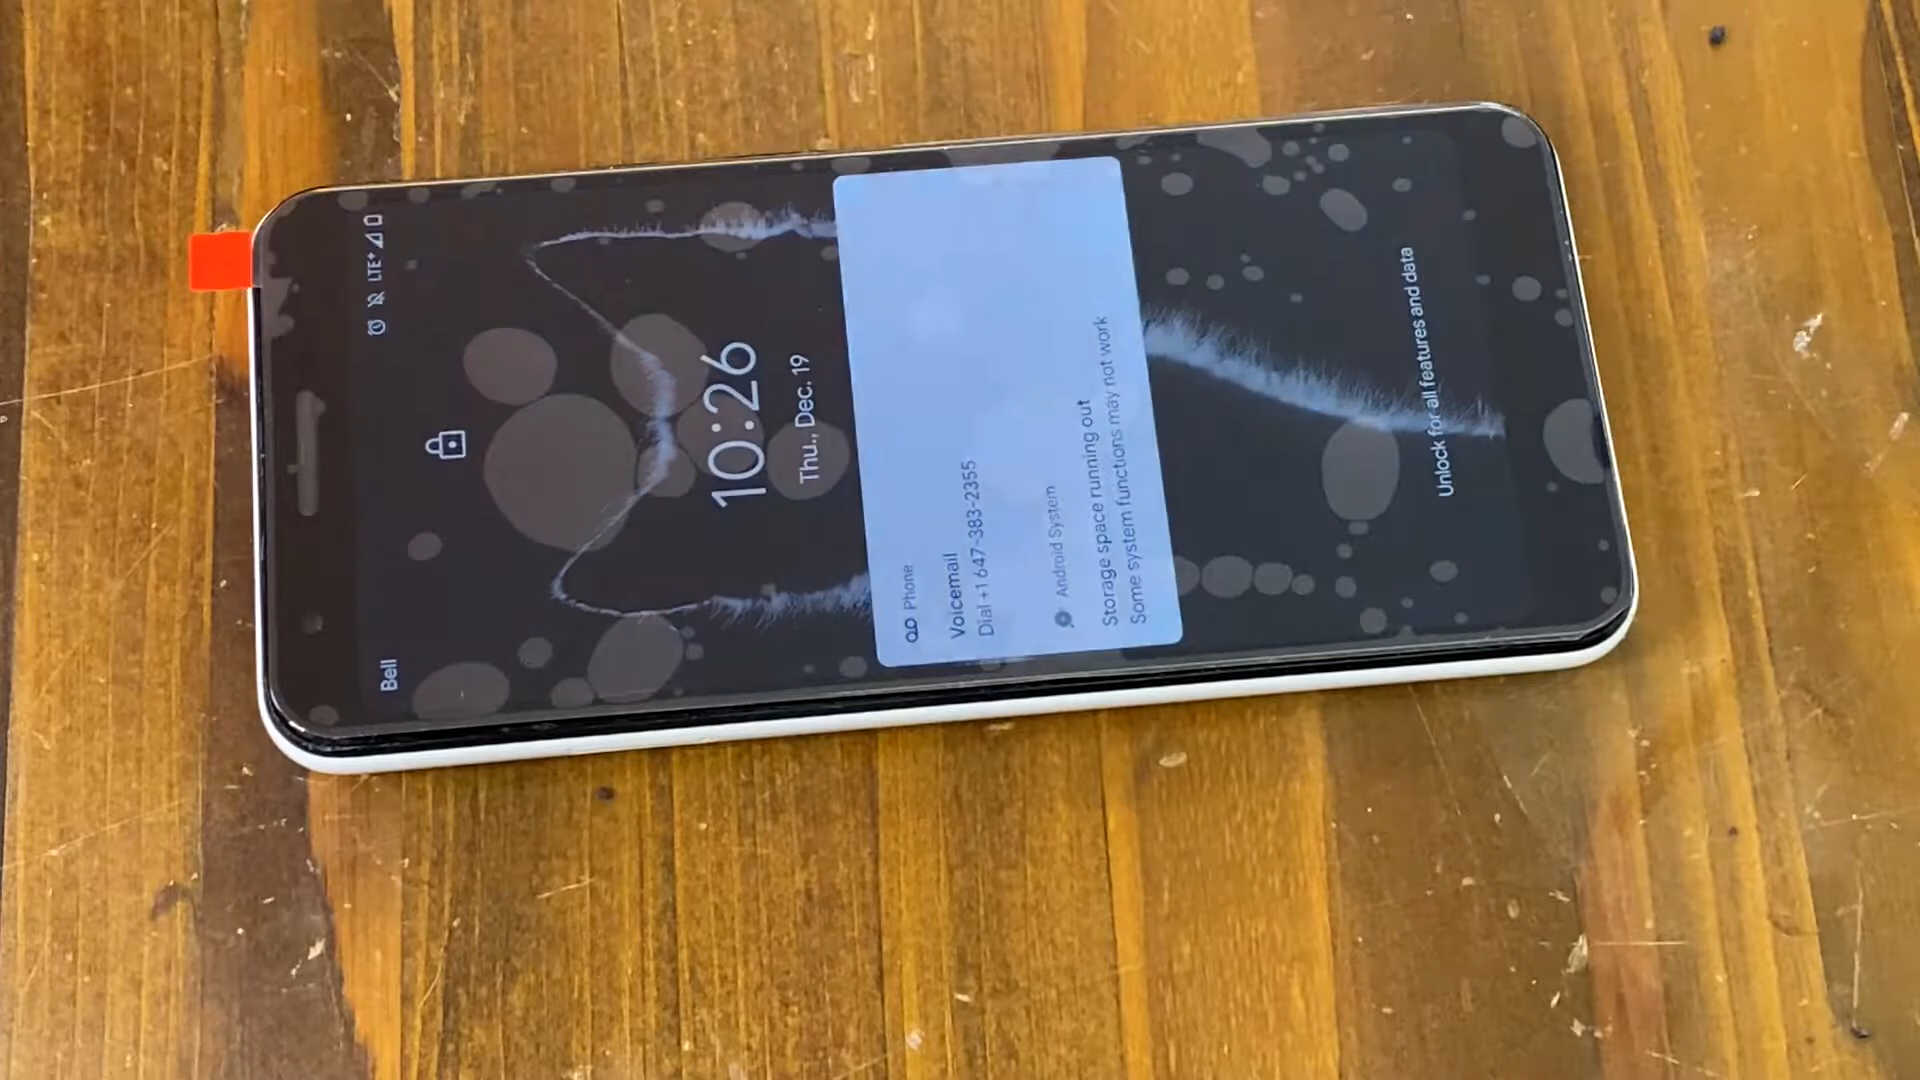 Bell
LTE+
10:26
Thu., Dec. 19
Phone
Voicemail
Dial +1 647-383-2355
Android System
Storage space running out
Some system functions may not work
Unlock for all features and data